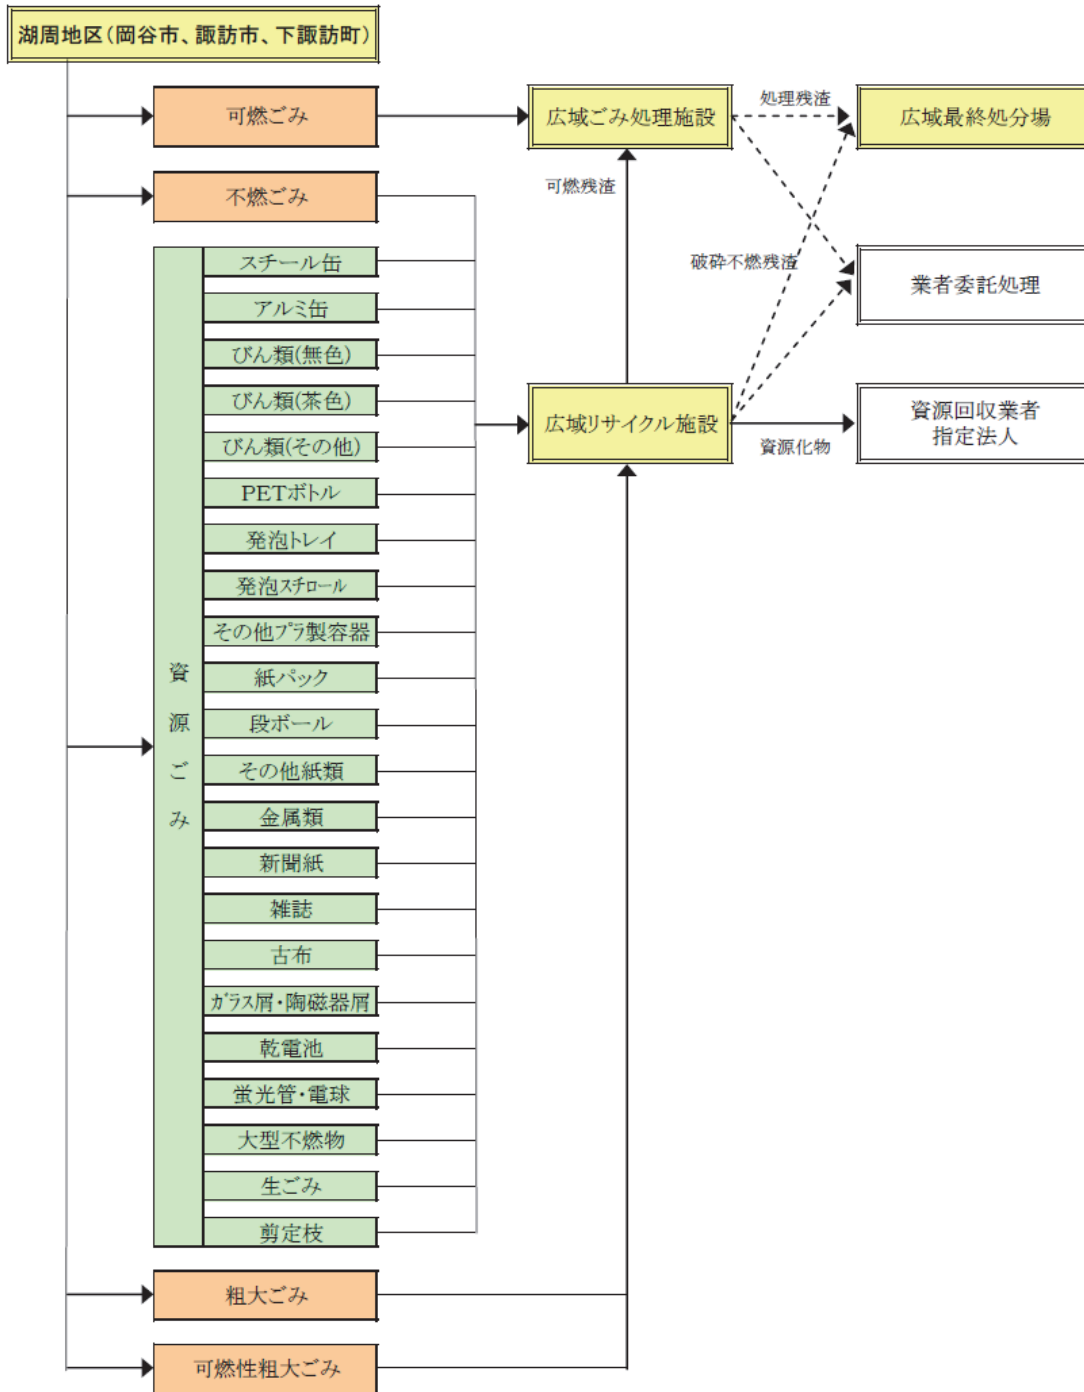 湖周地区(岡谷市、諏訪市、下諏訪町)
可燃ごみ
広域ごみ処理施設
処理残渣
広域最終処分場
不燃ごみ
可燃残渣
破砕不燃残渣
業者委託処理
資源ごみ
スチール缶
アルミ缶
びん類(無色)
びん類(茶色)
びん類(その他)
広域リサイクル施設
資源化物
資源回収業者
指定法人
PETボトル
発泡トレイ
発泡スチロール
その他プラ製容器
紙パック
段ボール
その他紙類
金属類
新聞紙
雑誌
古布
ガラス屑・陶磁器屑
乾電池
蛍光管・電球
大型不燃物
生ごみ
剪定枝
粗大ごみ
可燃性粗大ごみ